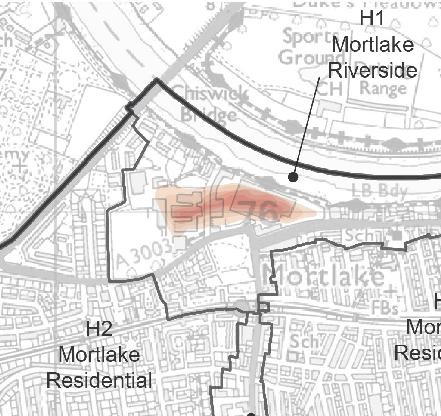 Duke's Meadows
H1
Mortlake
Riverside
Sports
Ground
CH
Driving
Range
Chiswick
Bridge
LB Bdy
76
A 3003
Sch
Mortlake
FBs
H2
Mortlake
Residential
Sch
H
Mor
Resid